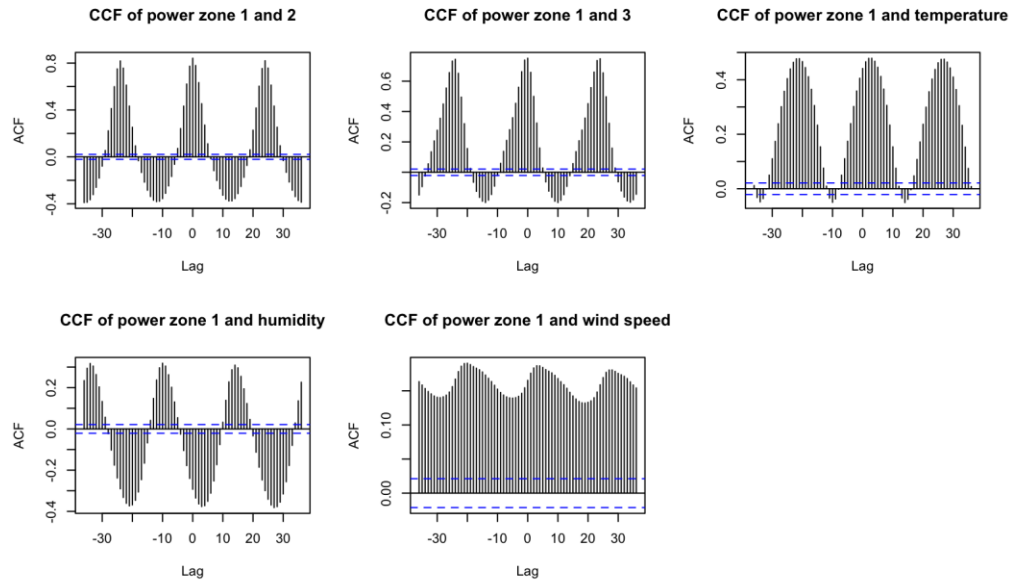 CCF of power zone 1 and 2
ACF
0.8
0.4
0.0
-0.4
-30 -10 0 10 20 30
Lag
CCF of power zone 1 and 3
ACF
0.6
0.4
0.2
-0.2
-30 -10 0 10 20 30
Lag
CCF of power zone 1 and temperature
ACF
0.4
0.2
0.0
-30 -10 0 10 20 30
Lag
CCF of power zone 1 and humidity
ACF
0.2
0.0
-0.2
-0.4
-30 -10 0 10 20 30
Lag
CCF of power zone 1 and wind speed
ACF
0.10
0.00
-30 -10 0 10 20 30
Lag